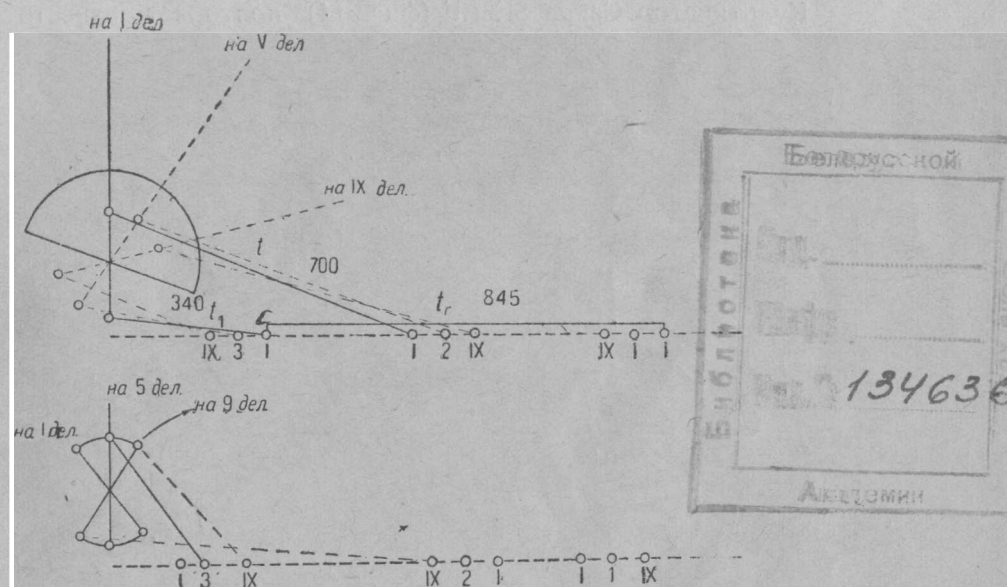 на I дел
на V дел
на IX дел.
t
700
340
t₁
tᵣ
845
IX 3 I I 2 IX IX I I
на 5 дел.
на 9 дел
на I дел.
I 3 IX IX 2 I I I IX
Белорусской
Библиотека
134636
Академии